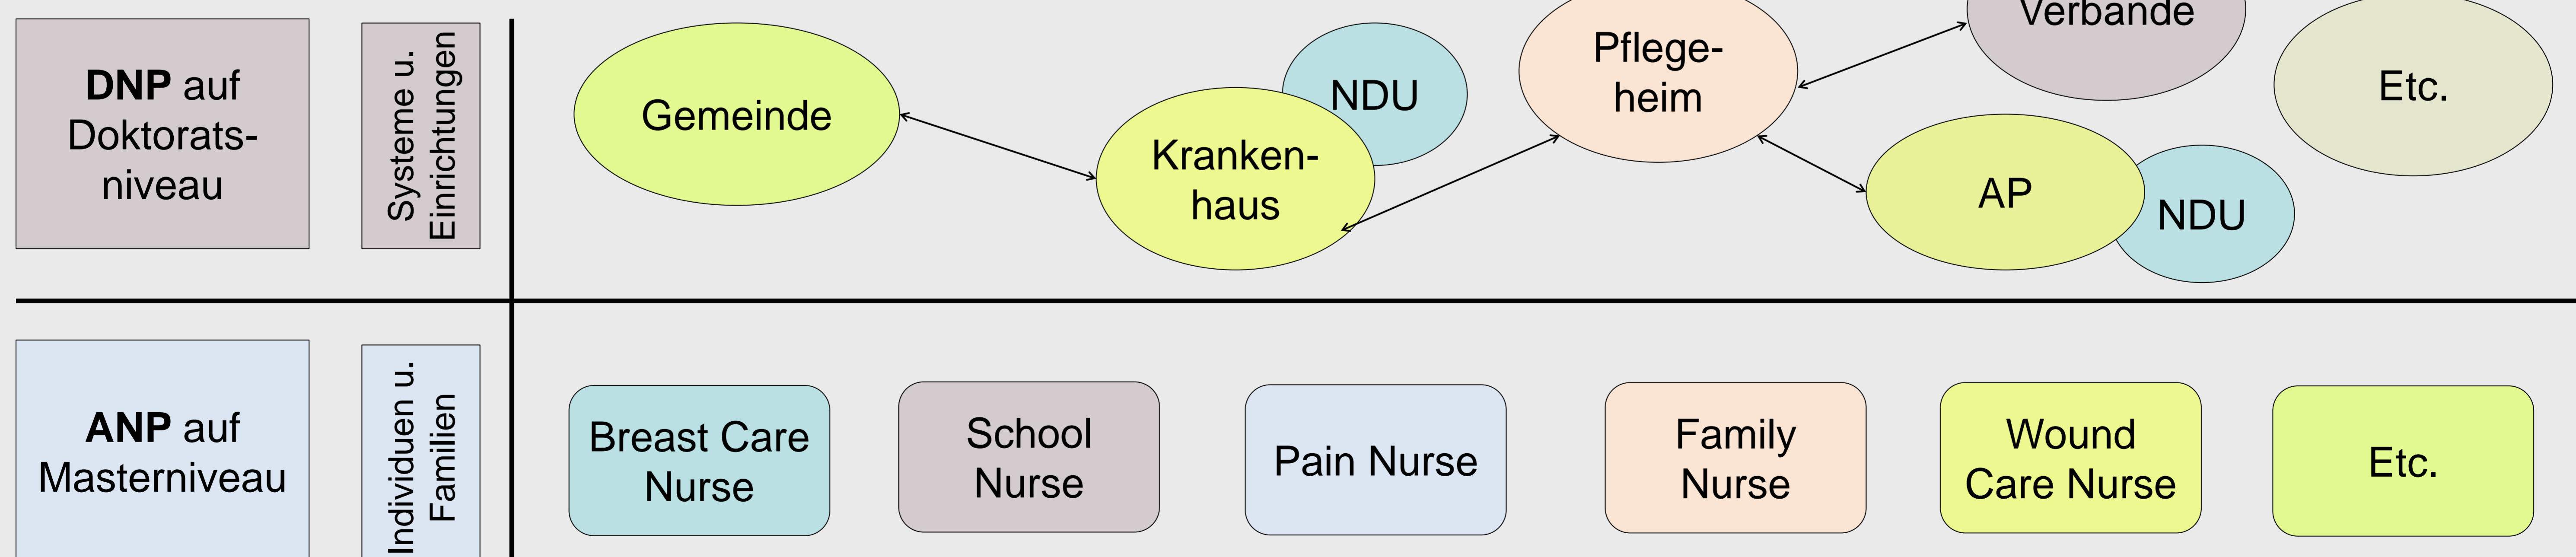 DNP auf
Doktorats-
niveau
Systeme u.
Einrichtungen
Gemeinde
Kranken-
haus
NDU
Pflege-
heim
Verbände
AP
NDU
Etc.
ANP auf
Masterniveau
Individuen u.
Familien
Breast Care
Nurse
School
Nurse
Pain Nurse
Family
Nurse
Wound
Care Nurse
Etc.